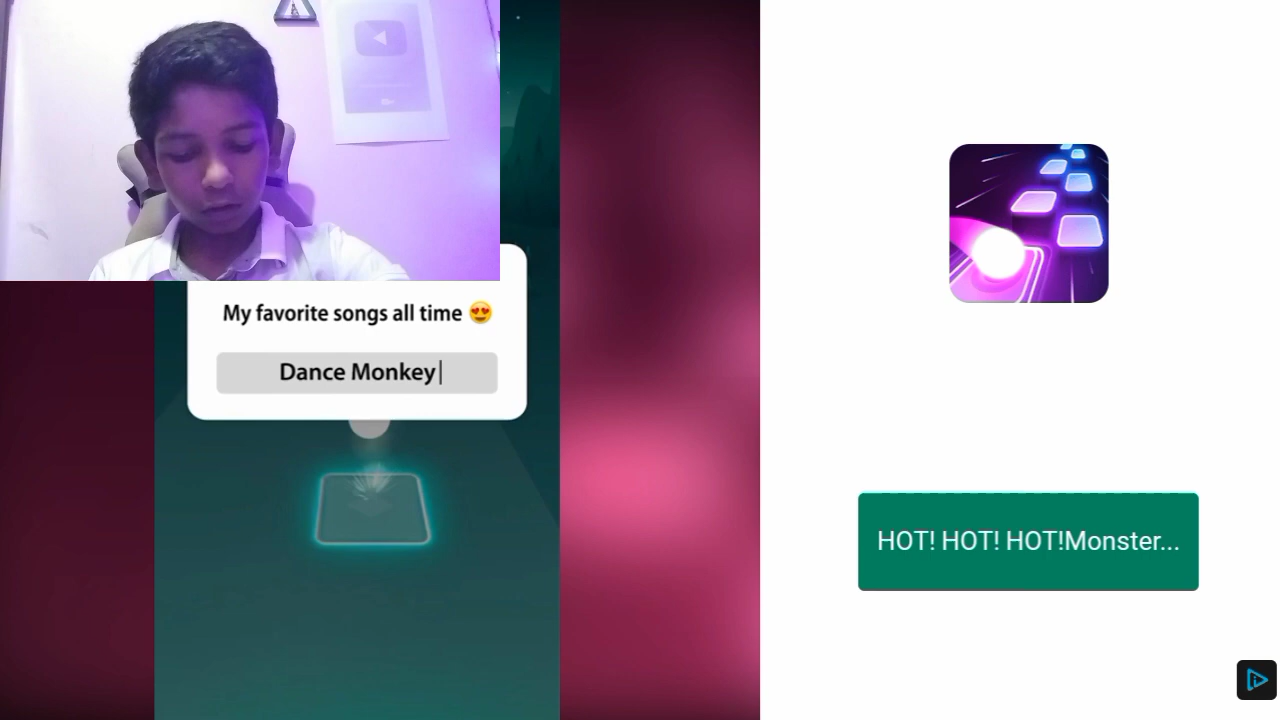 My favorite songs all time 😍
Dance Monkey
HOT! HOT! HOT!Monster...